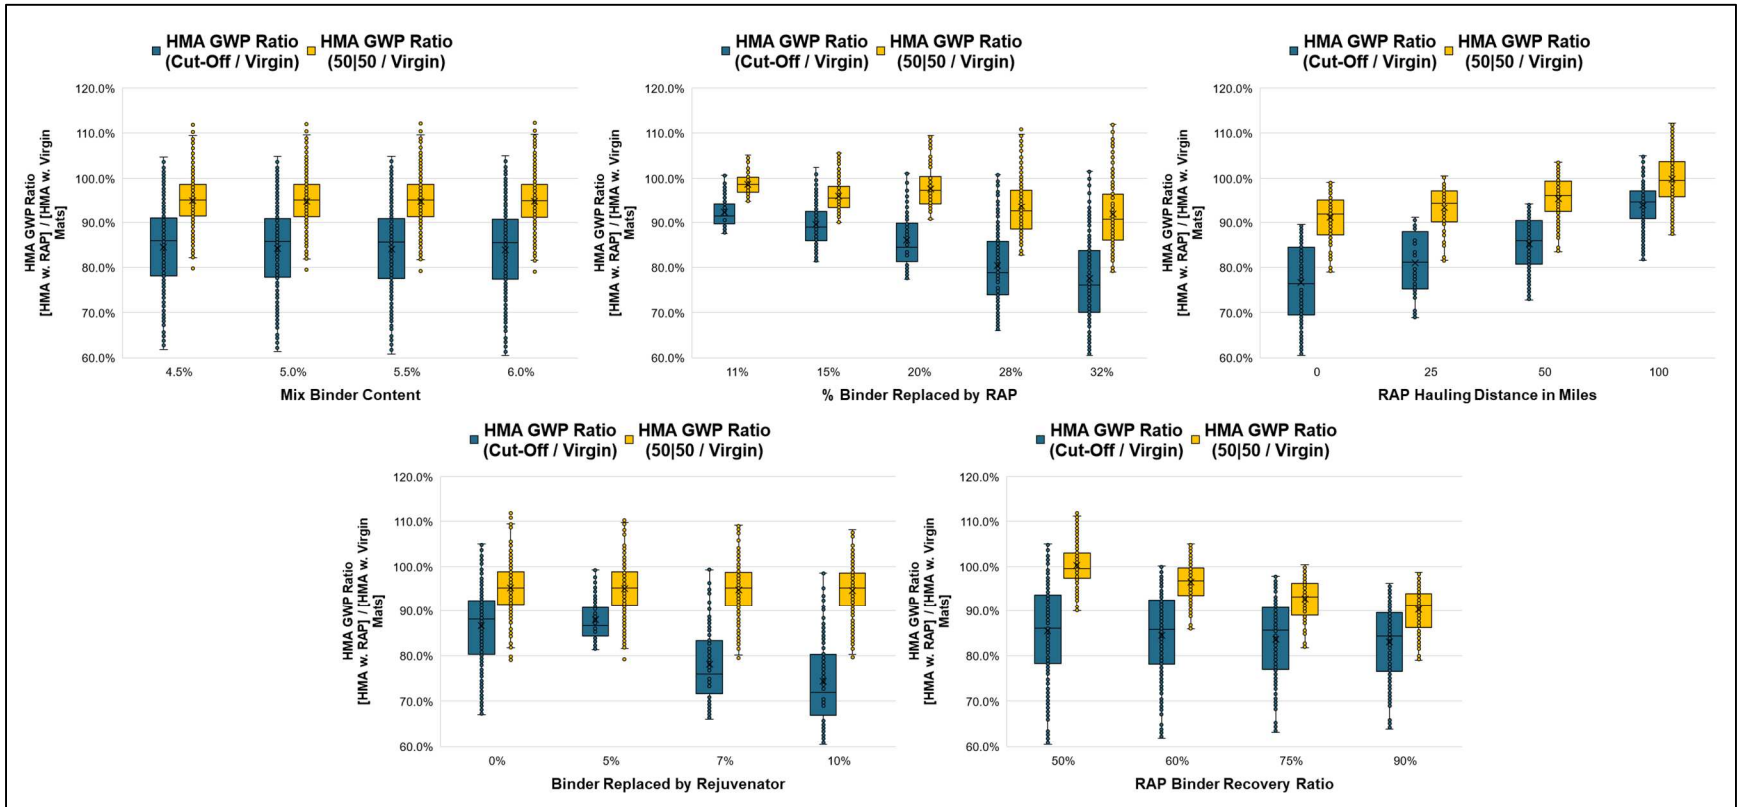 HMA GWP Ratio
(Cut-Off / Virgin)
HMA GWP Ratio
(50|50 / Virgin)
HMA GWP Ratio
[HMA w. RAP] / [HMA w. Virgin
Mats]
120.0%
110.0%
100.0%
90.0%
80.0%
70.0%
60.0%
4.5%
5.0%
5.5%
6.0%
Mix Binder Content
HMA GWP Ratio
(Cut-Off / Virgin)
HMA GWP Ratio
(50|50 / Virgin)
HMA GWP Ratio
[HMA w. RAP] / [HMA w. Virgin
Mats]
120.0%
110.0%
100.0%
90.0%
80.0%
70.0%
60.0%
11%
15%
20%
28%
32%
% Binder Replaced by RAP
HMA GWP Ratio
(Cut-Off / Virgin)
HMA GWP Ratio
(50|50 / Virgin)
HMA GWP Ratio
[HMA w. RAP] / [HMA w. Virgin
Mats]
120.0%
110.0%
100.0%
90.0%
80.0%
70.0%
60.0%
0
25
50
100
RAP Hauling Distance in Miles
HMA GWP Ratio
(Cut-Off / Virgin)
HMA GWP Ratio
(50|50 / Virgin)
HMA GWP Ratio
[HMA w. RAP] / [HMA w. Virgin
Mats]
120.0%
110.0%
100.0%
90.0%
80.0%
70.0%
60.0%
0%
5%
7%
10%
Binder Replaced by Rejuvenator
HMA GWP Ratio
(Cut-Off / Virgin)
HMA GWP Ratio
(50|50 / Virgin)
HMA GWP Ratio
[HMA w. RAP] / [HMA w. Virgin
Mats]
120.0%
110.0%
100.0%
90.0%
80.0%
70.0%
60.0%
50%
60%
75%
90%
RAP Binder Recovery Ratio